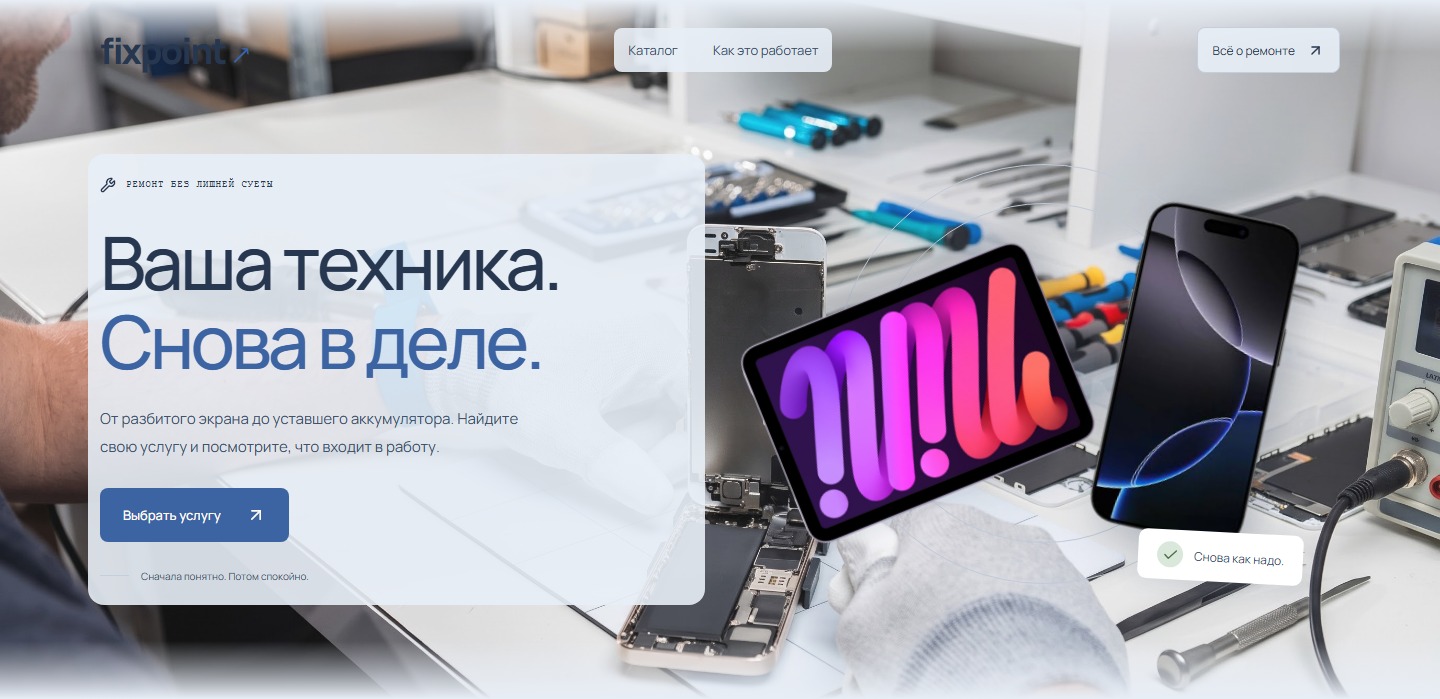 fixpoint
Каталог
Как это работает
Всё о ремонте
РЕМОНТ БЕЗ ЛИШНЕЙ СУЕТЫ
Ваша техника.
Снова в деле.
От разбитого экрана до уставшего аккумулятора. Найдите
свою услугу и посмотрите, что входит в работу.
Выбрать услугу
Сначала понятно. Потом спокойно.
Снова как надо.